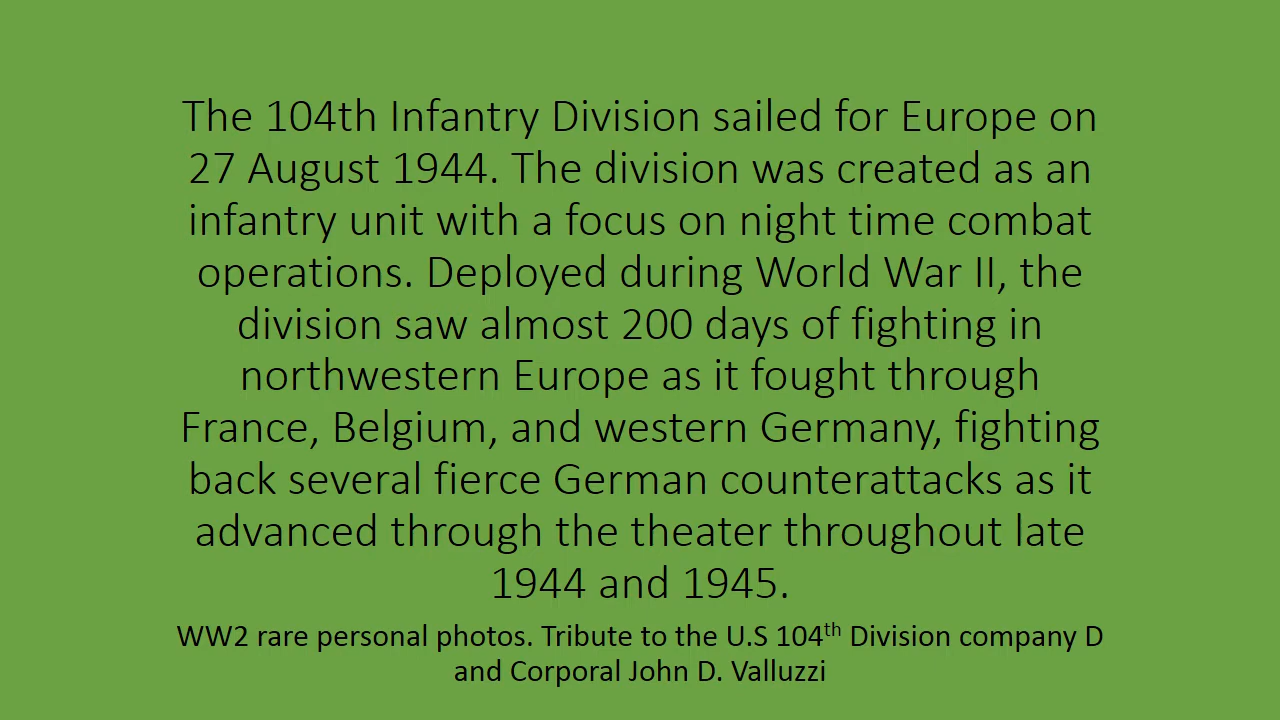 The 104th Infantry Division sailed for Europe on
27 August 1944. The division was created as an
infantry unit with a focus on night time combat
operations. Deployed during World War II, the
division saw almost 200 days of fighting in
northwestern Europe as it fought through
France, Belgium, and western Germany, fighting
back several fierce German counterattacks as it
advanced through the theater throughout late
1944 and 1945.
WW2 rare personal photos. Tribute to the U.S 104th Division company D
and Corporal John D. Valluzzi